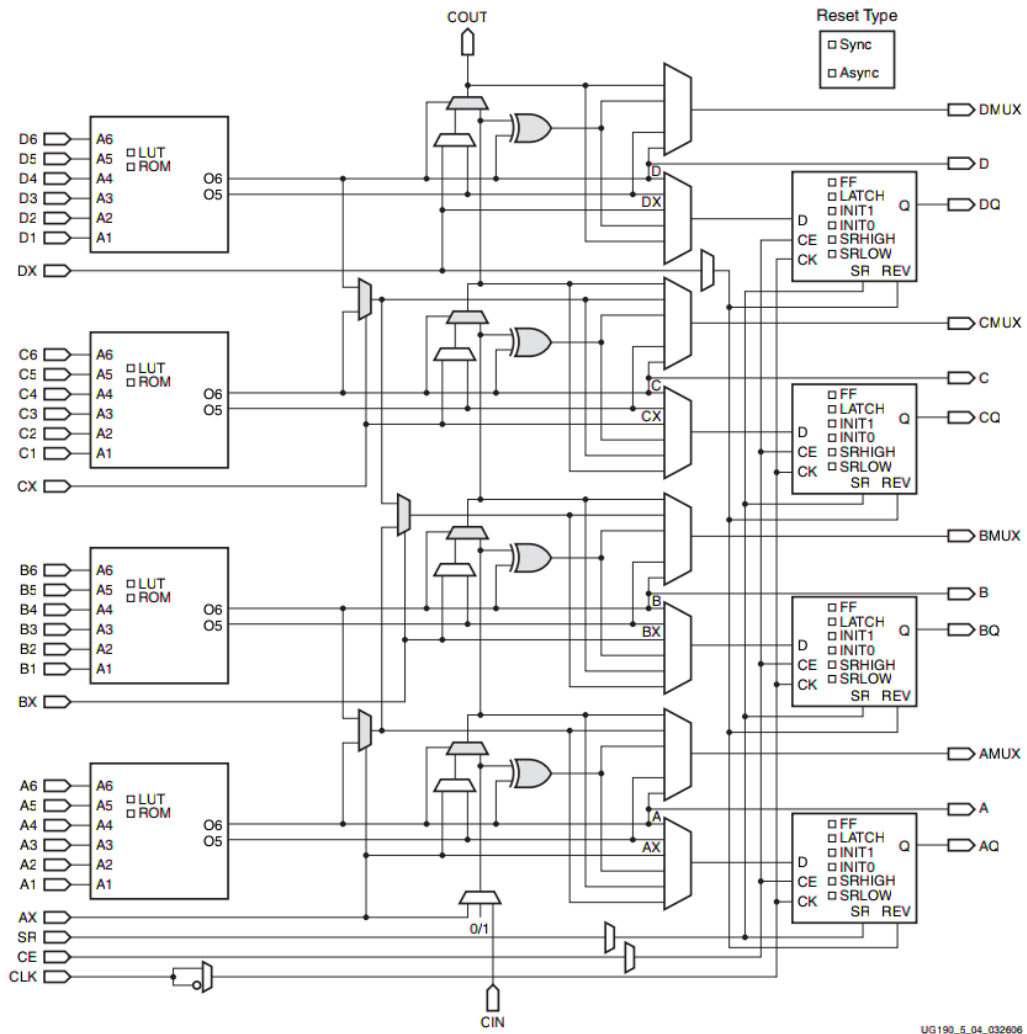 COUT
Reset Type
Sync
Async
DMUX
D6 A6
D5 A5 LUT
D4 A4 ROM O6
D3 A3 O5
D2 A2
D1 A1
D
D
DX
DX
FF
LATCH
INIT1
INIT0
SRHIGH
SRLOW
D
CE
CK
Q
SR REV
DQ
CMUX
C6 A6
C5 A5 LUT
C4 A4 ROM O6
C3 A3 O5
C2 A2
C1 A1
C
C
CX
CX
FF
LATCH
INIT1
INIT0
SRHIGH
SRLOW
D
CE
CK
Q
SR REV
CQ
BMUX
B6 A6
B5 A5 LUT
B4 A4 ROM O6
B3 A3 O5
B2 A2
B1 A1
B
B
BX
BX
FF
LATCH
INIT1
INIT0
SRHIGH
SRLOW
D
CE
CK
Q
SR REV
BQ
AMUX
A6 A6
A5 A5 LUT
A4 A4 ROM O6
A3 A3 O5
A2 A2
A1 A1
A
A
AX
AX
FF
LATCH
INIT1
INIT0
SRHIGH
SRLOW
D
CE
CK
Q
SR REV
AQ
0/1
SR
CE
CLK
CIN
UG190_5_04_032606